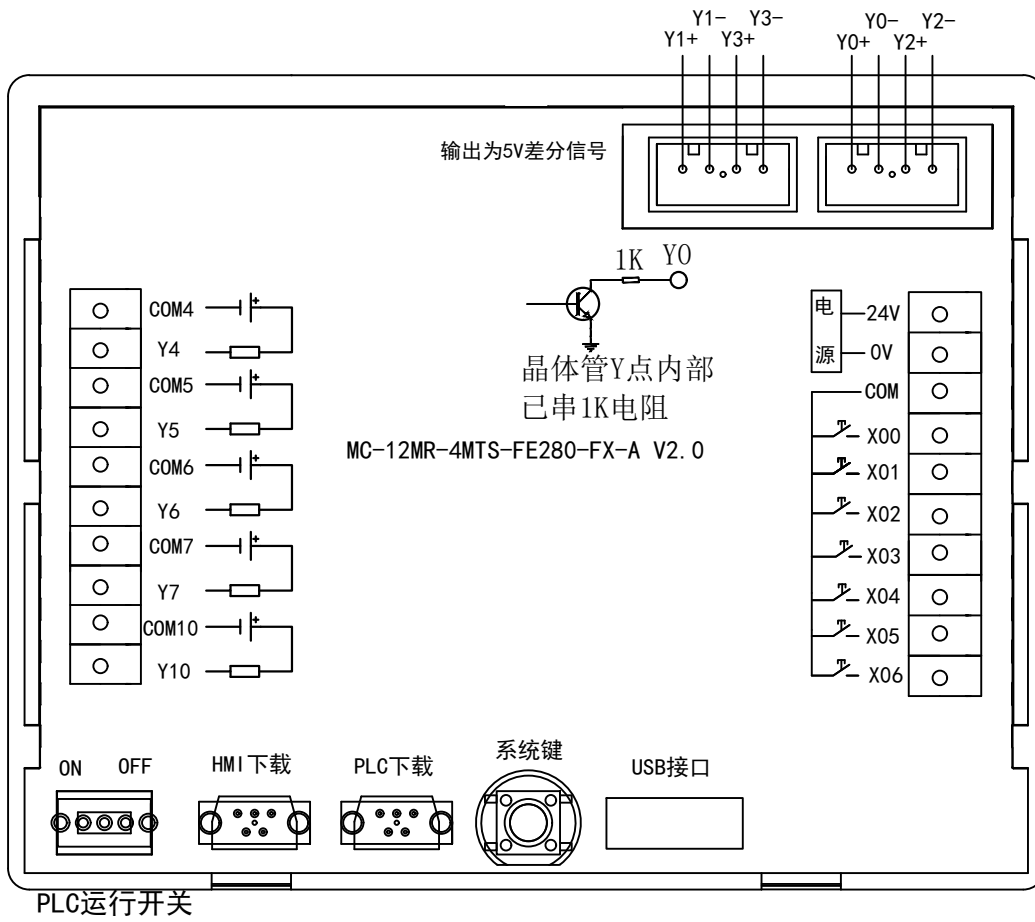 Y1- Y3- Y0- Y2-
Y1+ Y3+ Y0+ Y2+
输出为5V差分信号
1K Y0
晶体管Y点内部
已串1K电阻
MC-12MR-4MTS-FE280-FX-A V2.0
COM4
Y4
COM5
Y5
COM6
Y6
COM7
Y7
COM10
Y10
电源
24V
0V
COM
X00
X01
X02
X03
X04
X05
X06
ON OFF
HMI下载
PLC下载
系统键
USB接口
PLC运行开关